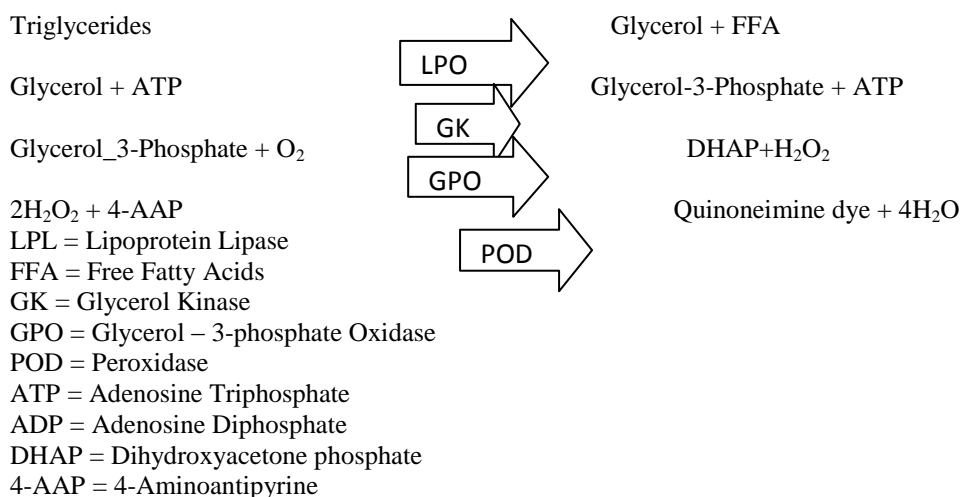 Triglycerides LPO Glycerol + FFA
Glycerol + ATP GK Glycerol-3-Phosphate + ATP
Glycerol_3-Phosphate + O₂ GPO DHAP+H₂O₂
2H₂O₂ + 4-AAP POD Quinoneimine dye + 4H₂O
LPL = Lipoprotein Lipase
FFA = Free Fatty Acids
GK = Glycerol Kinase
GPO = Glycerol – 3-phosphate Oxidase
POD = Peroxidase
ATP = Adenosine Triphosphate
ADP = Adenosine Diphosphate
DHAP = Dihydroxyacetone phosphate
4-AAP = 4-Aminoantipyrine